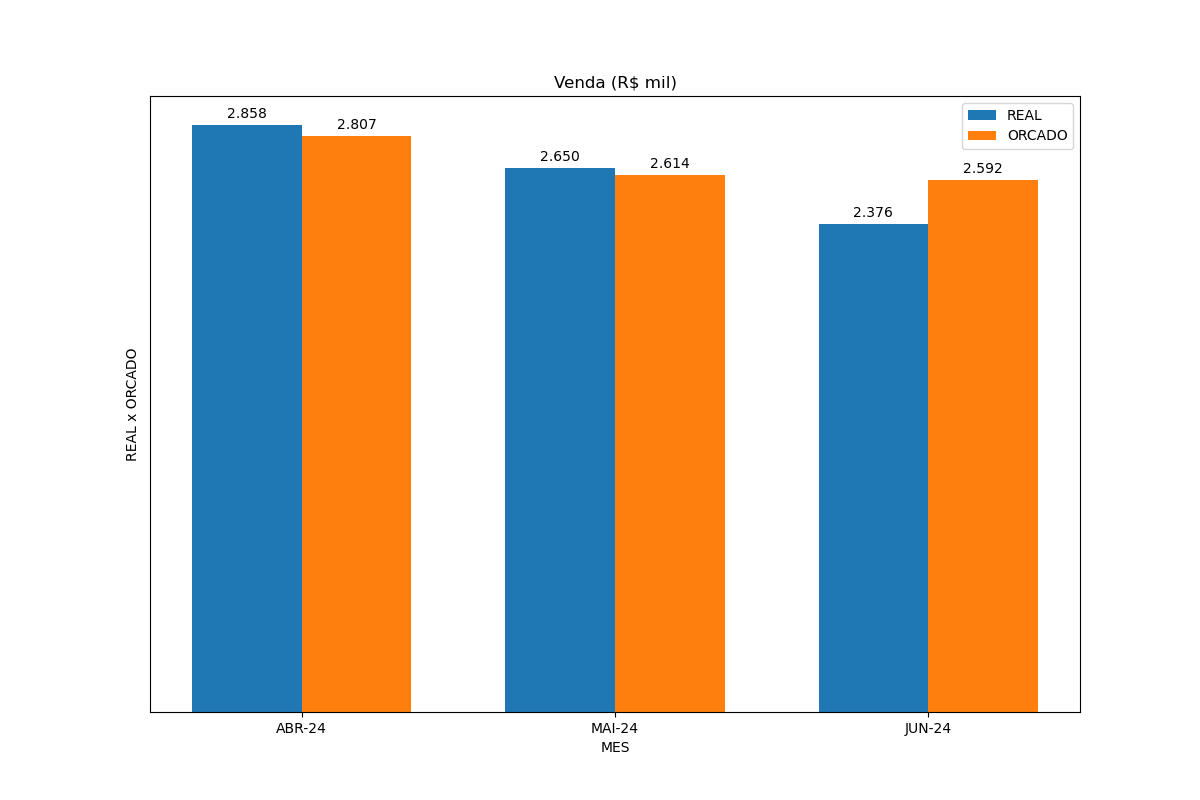 Venda (R$ mil)
2.858
2.807
2.650
2.614
2.376
2.592
REAL
ORCADO
REAL x ORCADO
ABR-24
MAI-24
JUN-24
MES